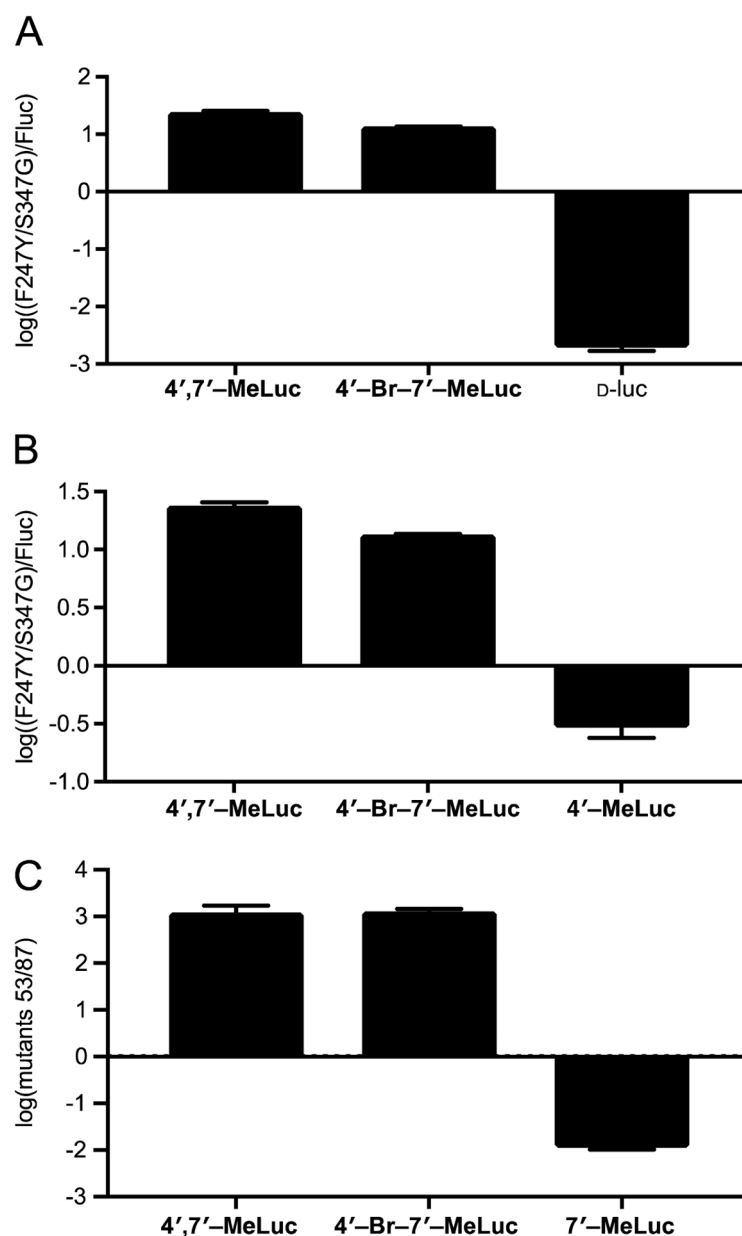 A
log((F247Y/S347G)/Fluc)
2
1
0
-1
-2
-3
4′,7′–MeLuc 4′–Br–7′–MeLuc D-luc
B
log((F247Y/S347G)/Fluc)
1.5
1.0
0.5
0.0
-0.5
-1.0
4′,7′–MeLuc 4′–Br–7′–MeLuc 4′–MeLuc
C
log(mutants 53/87)
4
3
2
1
0
-1
-2
-3
4′,7′–MeLuc 4′–Br–7′–MeLuc 7′–MeLuc